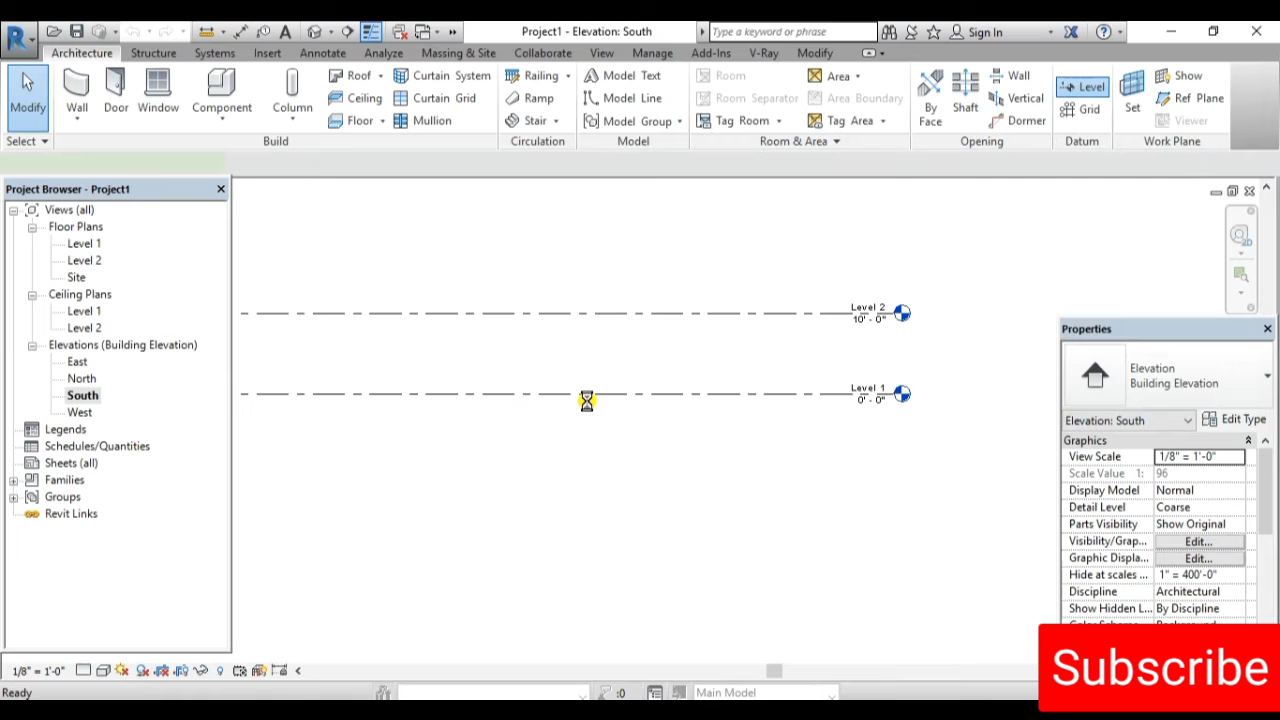 Project1 - Elevation: South
Type a keyword or phrase
Sign In
Architecture Structure Systems Insert Annotate Analyze Massing & Site Collaborate View Manage Add-Ins V-Ray Modify
Modify
Wall
Door
Window
Component
Column
Roof
Ceiling
Floor
Curtain System
Curtain Grid
Mullion
Railing
Ramp
Stair
Model Text
Model Line
Model Group
Room
Room Separator
Tag Room
Area
Area Boundary
Tag Area
By
Face
Shaft
Wall
Vertical
Dormer
Level
Grid
Set
Show
Ref Plane
Viewer
Select
Build
Circulation
Model
Room & Area
Opening
Datum
Work Plane
Project Browser - Project1
Views (all)
Floor Plans
Level 1
Level 2
Site
Ceiling Plans
Level 1
Level 2
Elevations (Building Elevation)
East
North
South
West
Legends
Schedules/Quantities
Sheets (all)
Families
Groups
Revit Links
Level 2
10' - 0"
Level 1
0' - 0"
Properties
Elevation
Building Elevation
Elevation: South
Edit Type
Graphics
View Scale 1/8" = 1'-0"
Scale Value 1: 96
Display Model Normal
Detail Level Coarse
Parts Visibility Show Original
Visibility/Grap... Edit...
Graphic Displa... Edit...
Hide at scales ... 1" = 400'-0"
Discipline Architectural
Show Hidden L... By Discipline
Subscribe
1/8" = 1'-0"
Ready
:0
Main Model